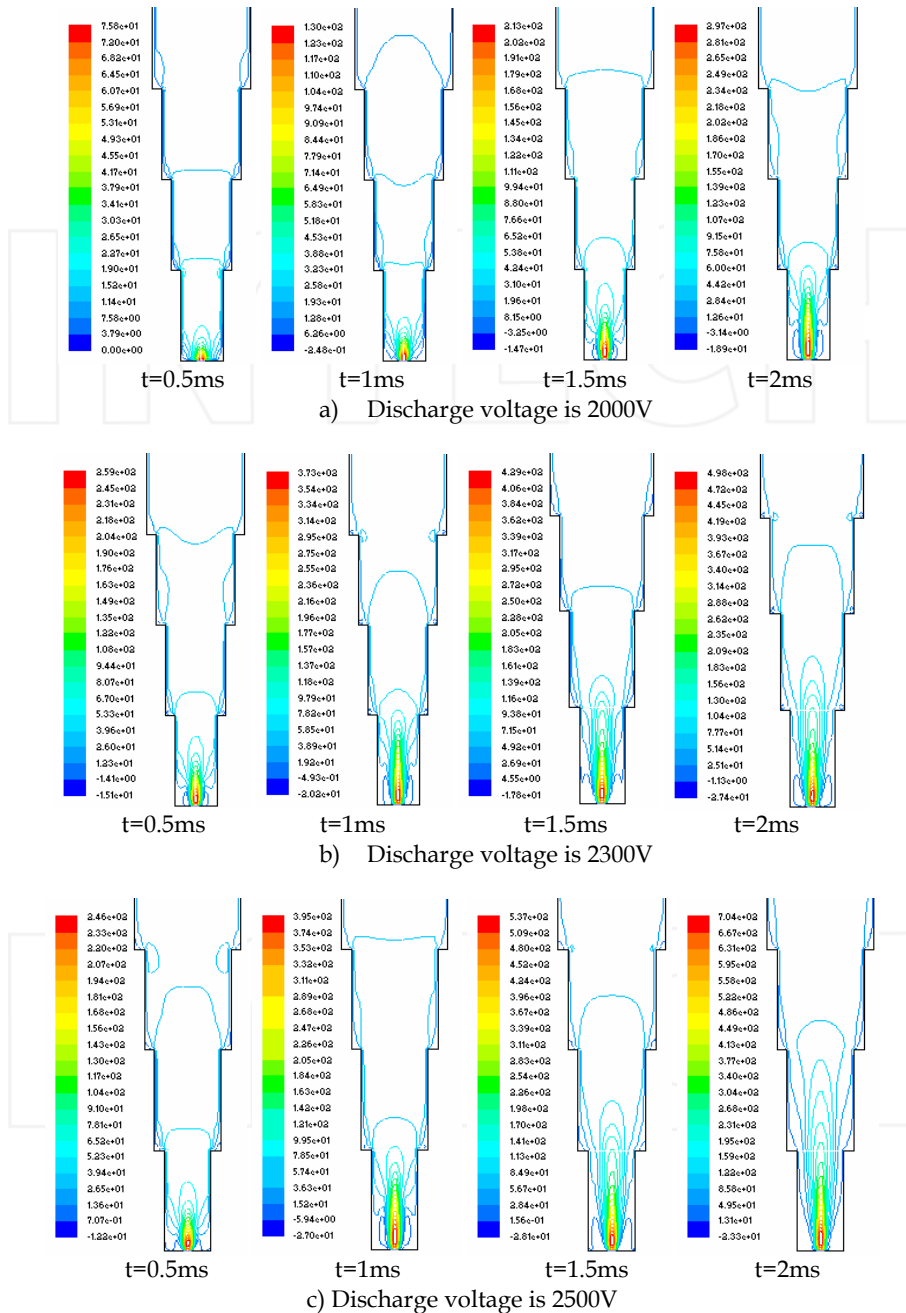 7.58e+01
7.20e+01
6.82e+01
6.45e+01
6.07e+01
5.69e+01
5.31e+01
4.93e+01
4.55e+01
4.17e+01
3.79e+01
3.41e+01
3.03e+01
2.65e+01
2.27e+01
1.90e+01
1.52e+01
1.14e+01
7.58e+00
3.79e+00
0.00e+00
1.30e+02
1.23e+02
1.17e+02
1.10e+02
1.04e+02
9.74e+01
9.09e+01
8.44e+01
7.79e+01
7.14e+01
6.49e+01
5.83e+01
5.18e+01
4.53e+01
3.88e+01
3.23e+01
2.58e+01
1.93e+01
1.28e+01
6.26e+00
-2.48e-01
2.13e+02
2.02e+02
1.91e+02
1.79e+02
1.68e+02
1.56e+02
1.45e+02
1.34e+02
1.22e+02
1.11e+02
9.94e+01
8.80e+01
7.66e+01
6.52e+01
5.38e+01
4.24e+01
3.10e+01
1.96e+01
8.15e+00
-3.25e+01
-1.47e+01
2.97e+02
2.81e+02
2.65e+02
2.49e+02
2.34e+02
2.18e+02
2.02e+02
1.86e+02
1.70e+02
1.55e+02
1.39e+02
1.23e+02
1.07e+02
9.15e+01
7.58e+01
6.00e+01
4.42e+01
2.84e+01
1.26e+01
-3.14e+00
-1.89e+01
t=0.5ms
t=1ms
t=1.5ms
t=2ms
a) Discharge voltage is 2000V
2.59e+02
2.45e+02
2.31e+02
2.18e+02
2.04e+02
1.90e+02
1.76e+02
1.63e+02
1.49e+02
1.35e+02
1.22e+02
1.08e+02
9.44e+01
8.07e+01
6.70e+01
5.33e+01
3.96e+01
2.60e+01
1.23e+01
-1.41e+00
-1.51e+01
3.73e+02
3.54e+02
3.34e+02
3.14e+02
2.95e+02
2.75e+02
2.55e+02
2.36e+02
2.16e+02
1.96e+02
1.77e+02
1.57e+02
1.37e+02
1.18e+02
9.79e+01
7.82e+01
5.85e+01
3.89e+01
1.92e+01
-4.93e-01
-2.02e+01
4.29e+02
4.06e+02
3.84e+02
3.62e+02
3.39e+02
3.17e+02
2.95e+02
2.72e+02
2.50e+02
2.28e+02
2.05e+02
1.83e+02
1.61e+02
1.39e+02
1.16e+02
9.38e+01
7.15e+01
4.92e+01
2.69e+01
4.55e+00
-1.78e+01
4.98e+02
4.72e+02
4.45e+02
4.19e+02
3.93e+02
3.67e+02
3.40e+02
3.14e+02
2.88e+02
2.62e+02
2.35e+02
2.09e+02
1.83e+02
1.56e+02
1.30e+02
1.04e+02
7.77e+01
5.14e+01
2.51e+01
-1.13e+00
-2.74e+01
t=0.5ms
t=1ms
t=1.5ms
t=2ms
b) Discharge voltage is 2300V
2.46e+02
2.33e+02
2.20e+02
2.07e+02
1.94e+02
1.81e+02
1.68e+02
1.56e+02
1.43e+02
1.30e+02
1.17e+02
1.04e+02
9.10e+01
7.81e+01
6.52e+01
5.23e+01
3.94e+01
2.65e+01
1.36e+01
7.07e-01
-1.22e+01
3.95e+02
3.74e+02
3.53e+02
3.32e+02
3.11e+02
2.89e+02
2.68e+02
2.47e+02
2.26e+02
2.05e+02
1.84e+02
1.63e+02
1.42e+02
1.21e+02
9.95e+01
7.85e+01
5.74e+01
3.63e+01
1.52e+01
-5.94e+00
-2.70e+01
5.37e+02
5.09e+02
4.80e+02
4.52e+02
4.24e+02
3.96e+02
3.67e+02
3.39e+02
3.11e+02
2.83e+02
2.54e+02
2.26e+02
1.98e+02
1.70e+02
1.41e+02
1.13e+02
8.49e+01
5.67e+01
2.84e+01
1.56e-01
-2.81e+01
7.04e+02
6.67e+02
6.31e+02
5.95e+02
5.58e+02
5.22e+02
4.86e+02
4.49e+02
4.13e+02
3.77e+02
3.40e+02
3.04e+02
2.68e+02
2.31e+02
1.95e+02
1.59e+02
1.22e+02
8.58e+01
4.95e+01
1.31e+01
-2.33e+01
t=0.5ms
t=1ms
t=1.5ms
t=2ms
c) Discharge voltage is 2500V